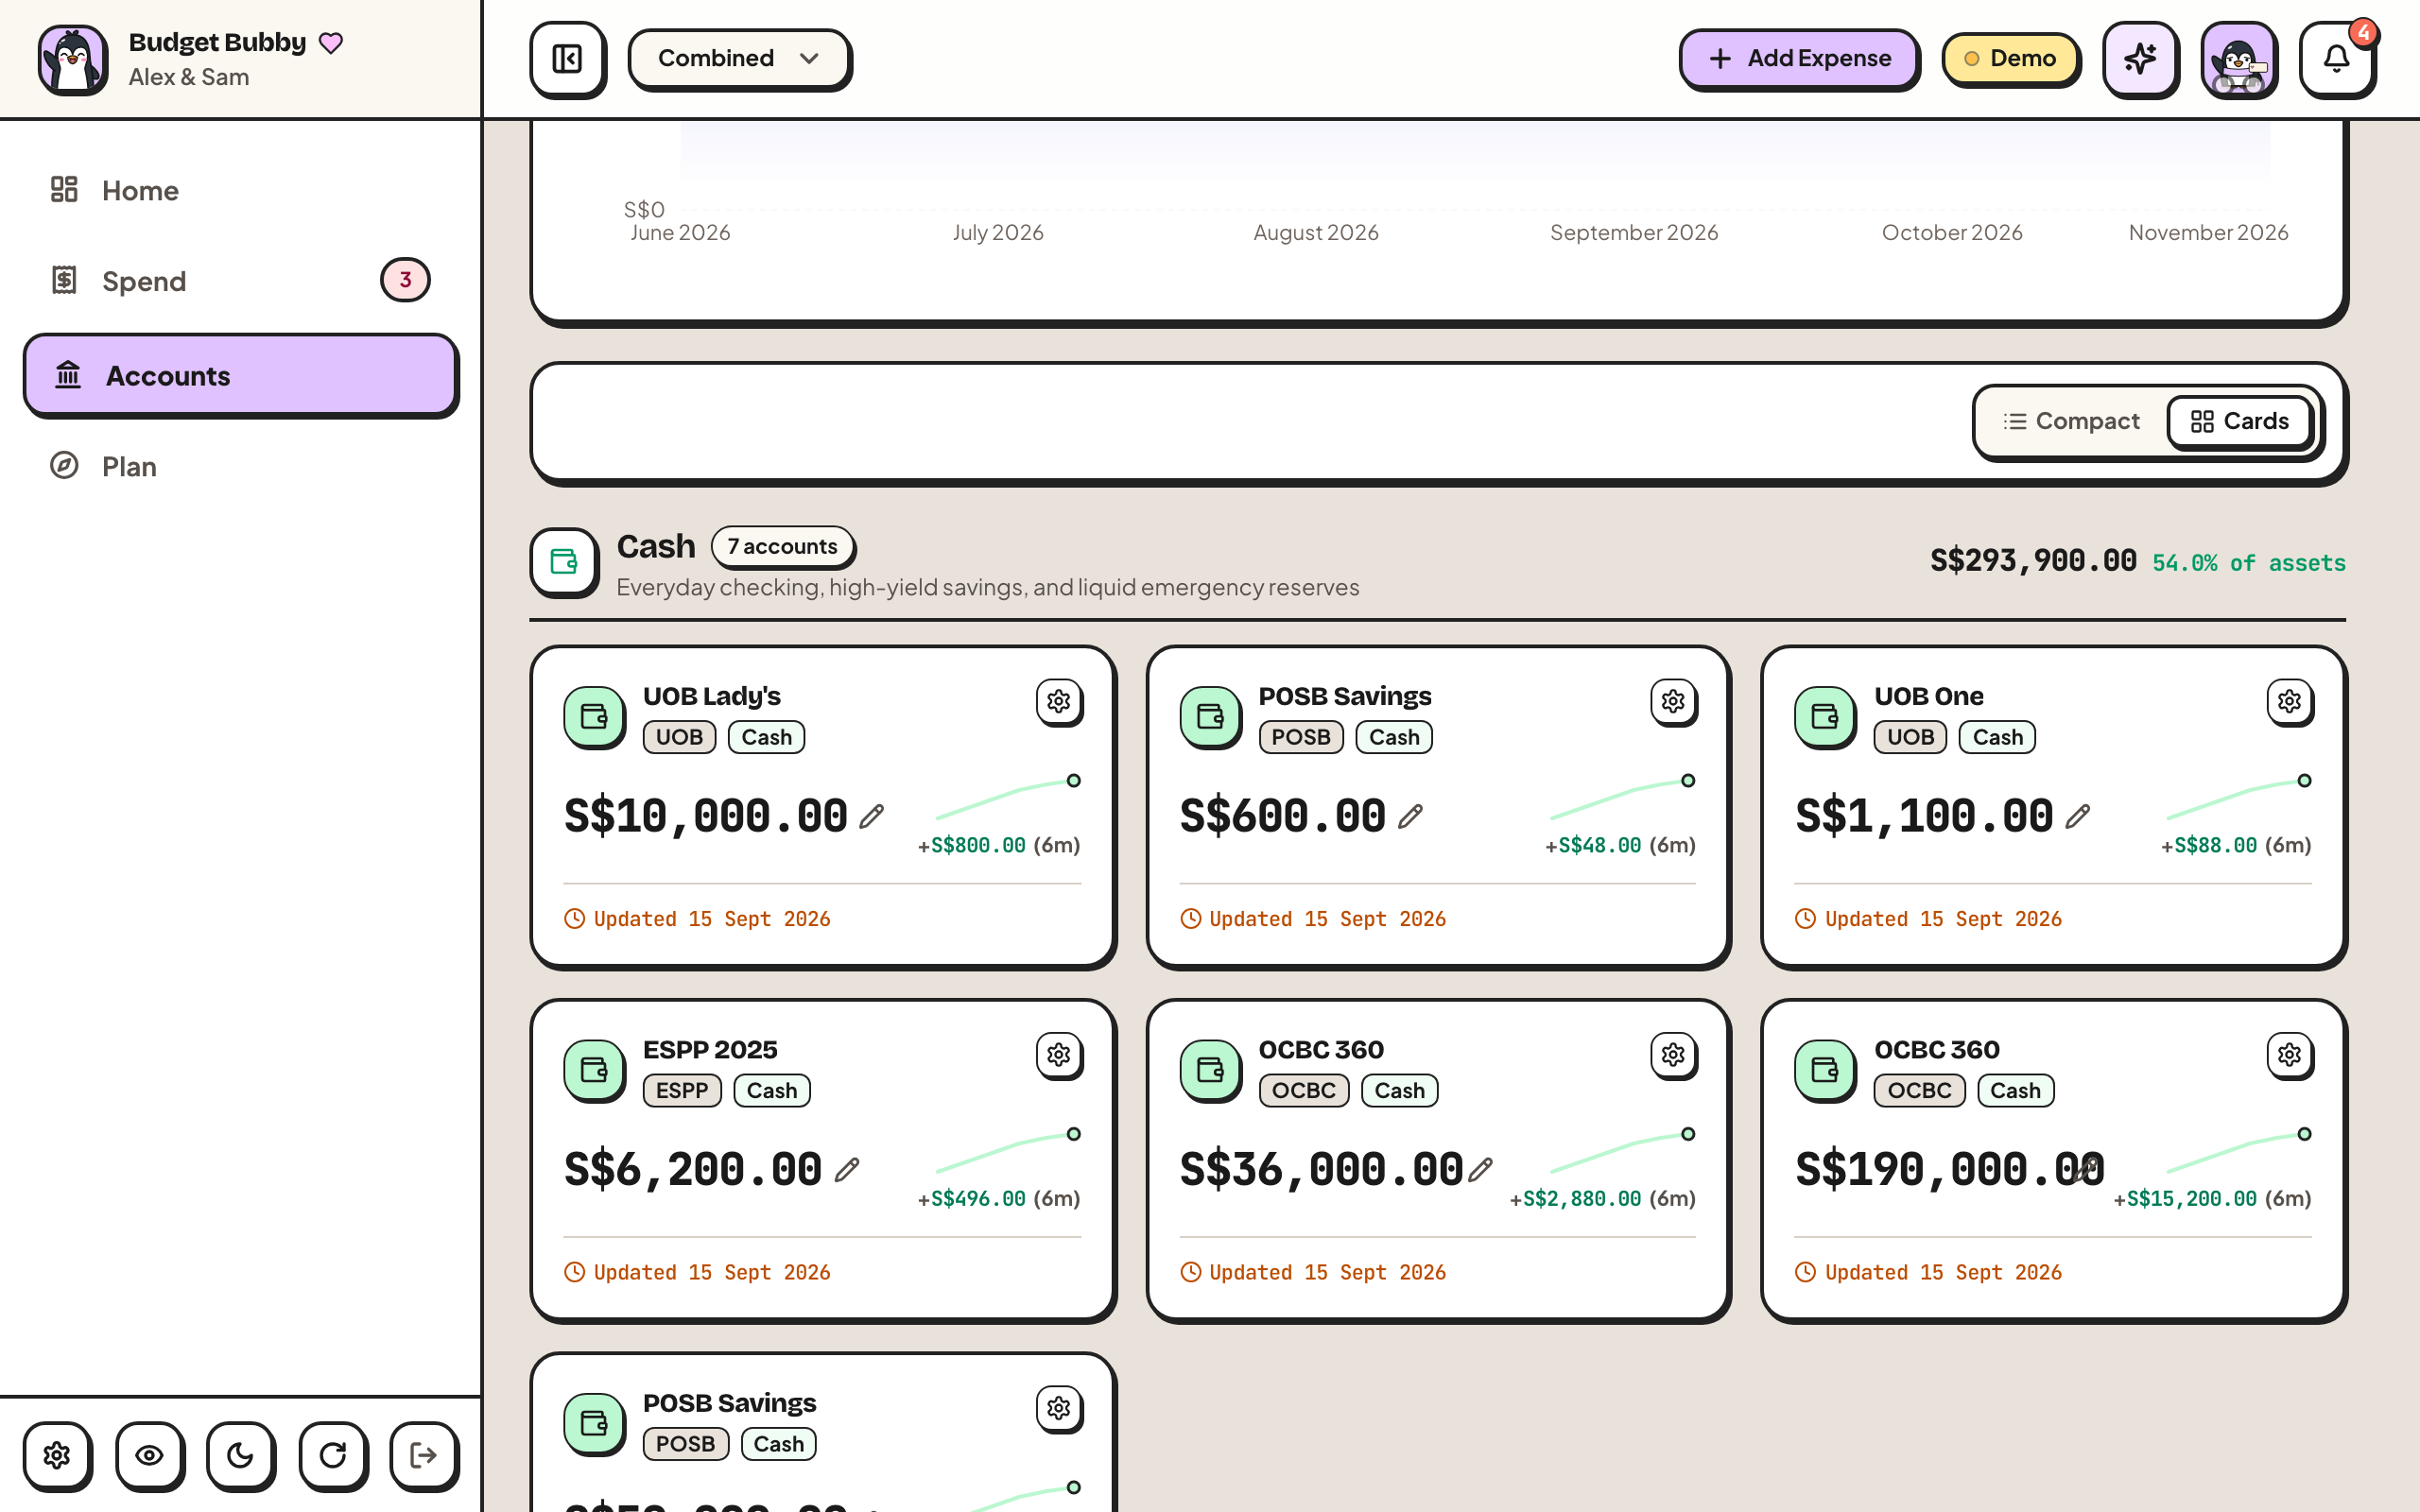 Budget Bubby
Alex & Sam
Combined
Add Expense
Demo
4
Home
Spend
3
Accounts
Plan
S$0
June 2026
July 2026
August 2026
September 2026
October 2026
November 2026
Compact
Cards
Cash
7 accounts
Everyday checking, high-yield savings, and liquid emergency reserves
S$293,900.00 54.0% of assets
UOB Lady's
UOB Cash
S$10,000.00
+S$800.00 (6m)
Updated 15 Sept 2026
POSB Savings
POSB Cash
S$600.00
+S$48.00 (6m)
Updated 15 Sept 2026
UOB One
UOB Cash
S$1,100.00
+S$88.00 (6m)
Updated 15 Sept 2026
ESPP 2025
ESPP Cash
S$6,200.00
+S$496.00 (6m)
Updated 15 Sept 2026
OCBC 360
OCBC Cash
S$36,000.00
+S$2,880.00 (6m)
Updated 15 Sept 2026
OCBC 360
OCBC Cash
S$190,000.00
+S$15,200.00 (6m)
Updated 15 Sept 2026
POSB Savings
POSB Cash